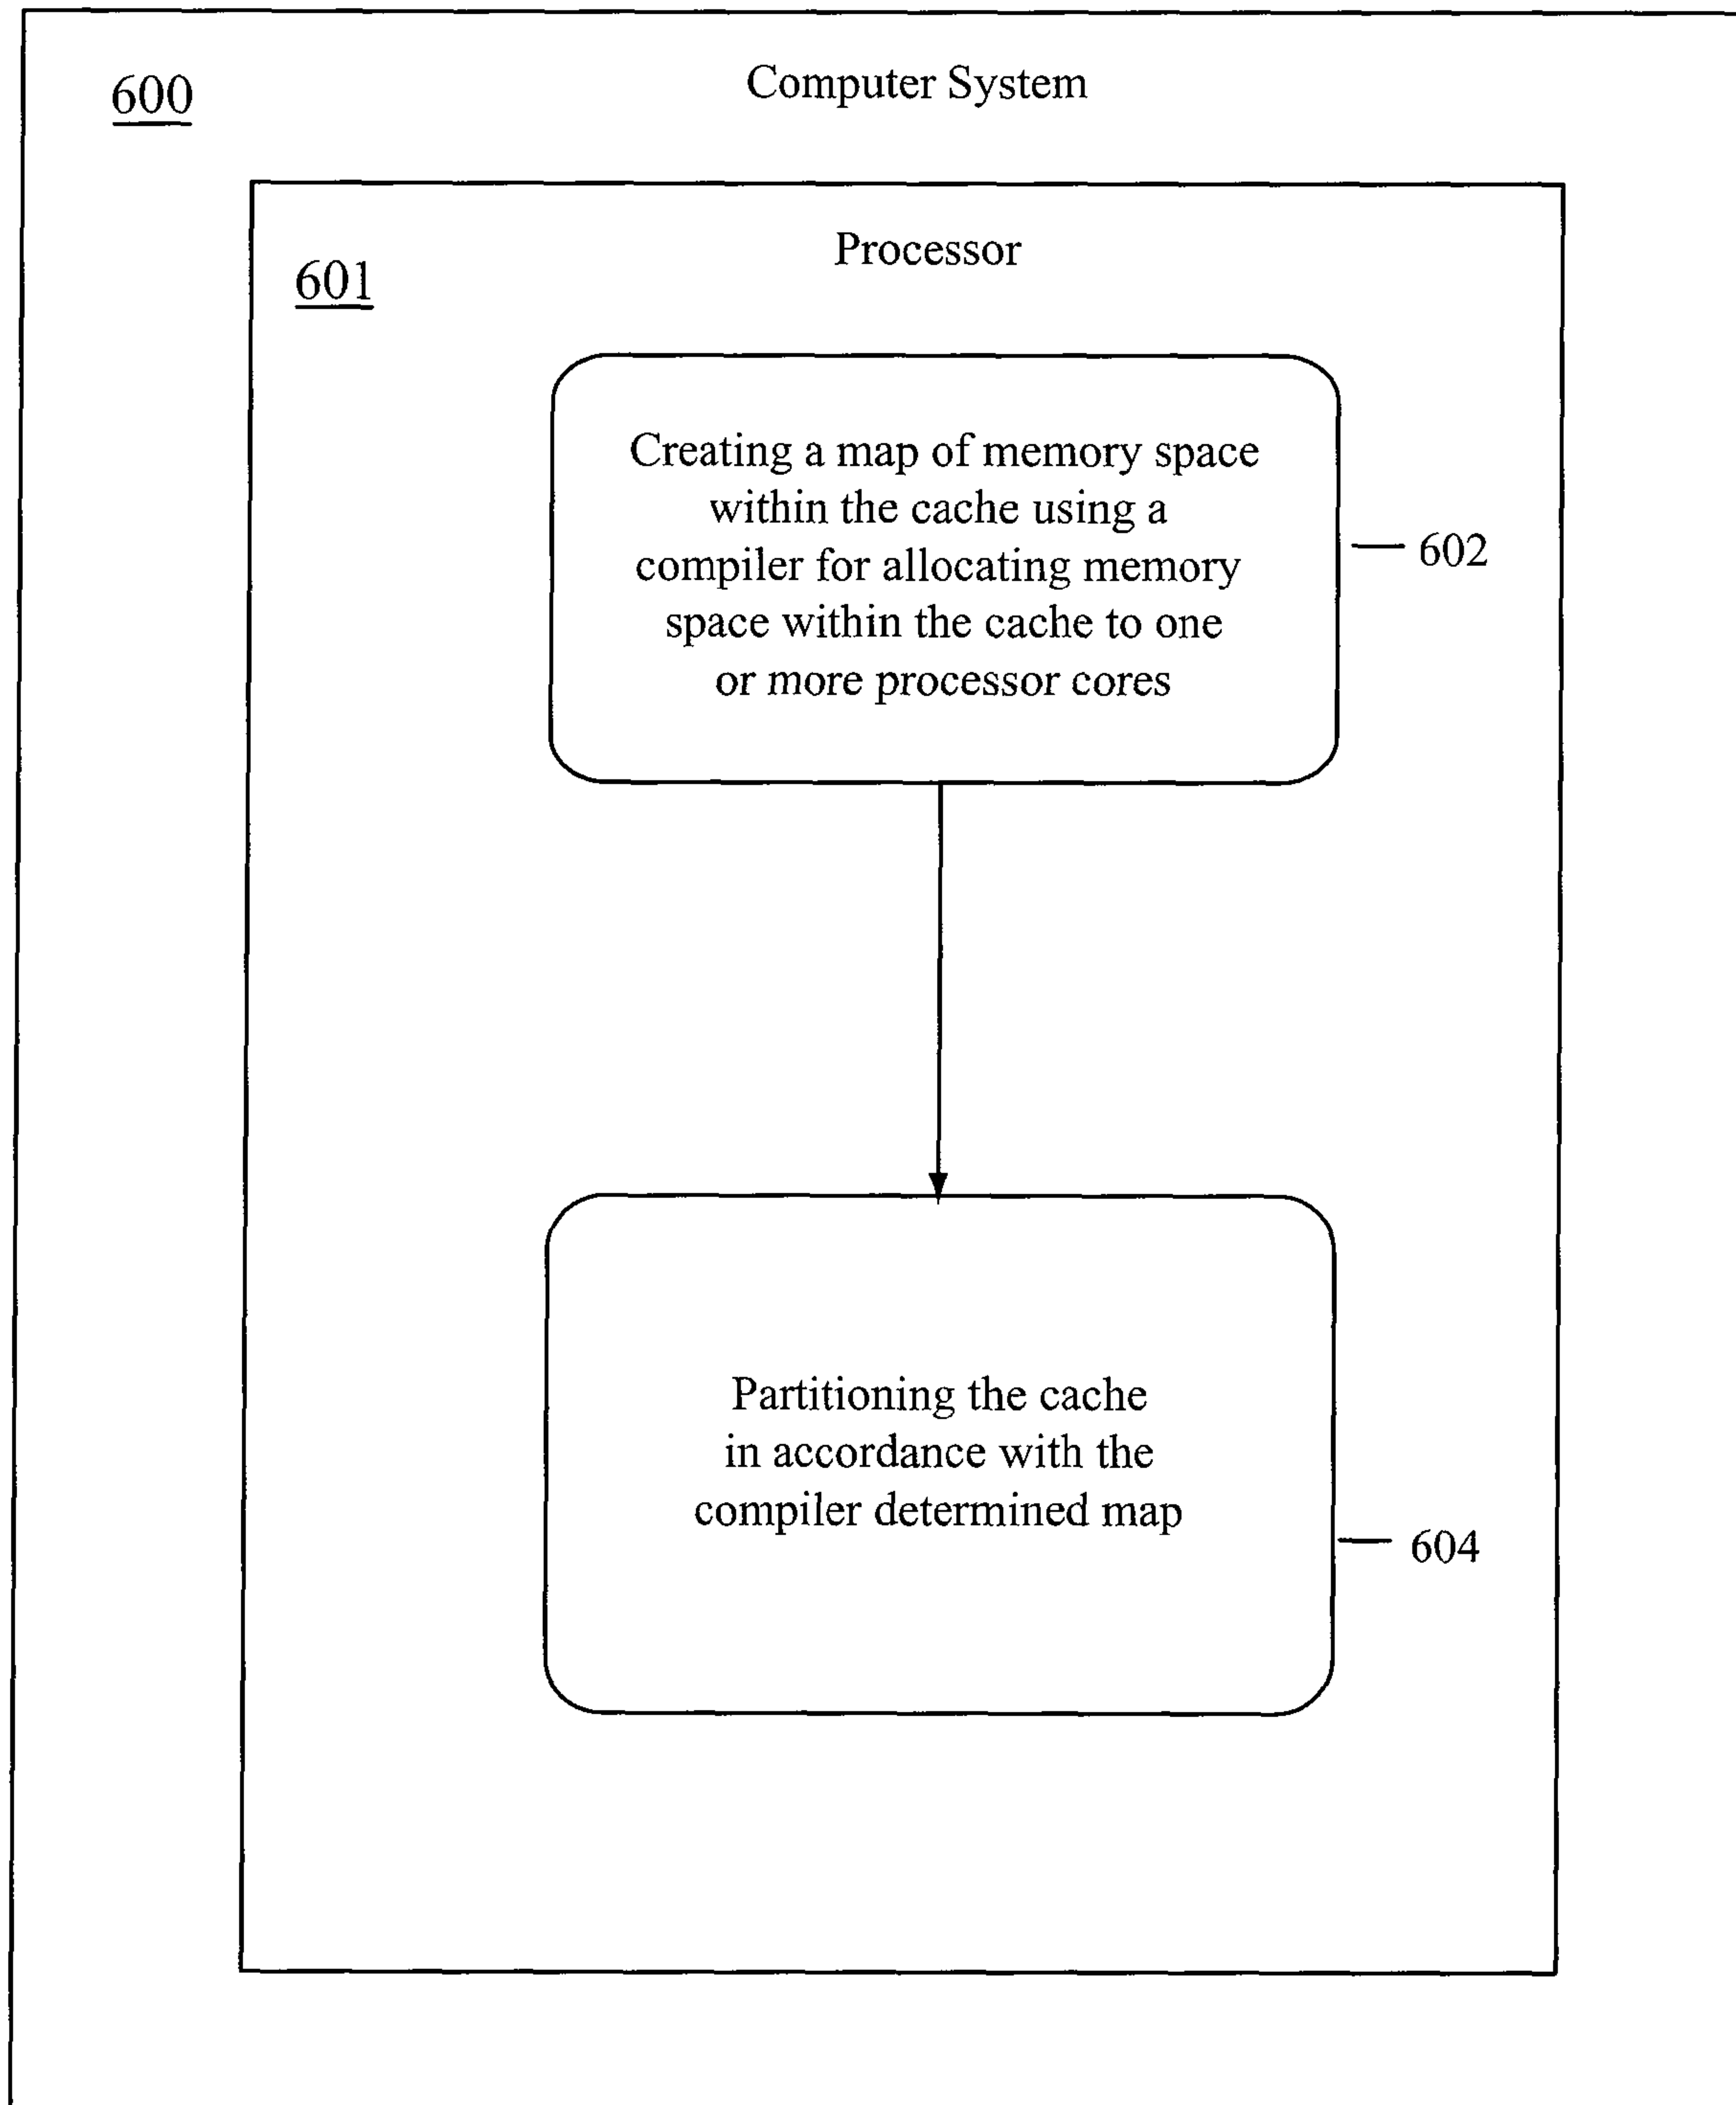 Computer System
600
Processor
601
Creating a map of memory space
within the cache using a
compiler for allocating memory
space within the cache to one
or more processor cores
602
Partitioning the cache
in accordance with the
compiler determined map
604